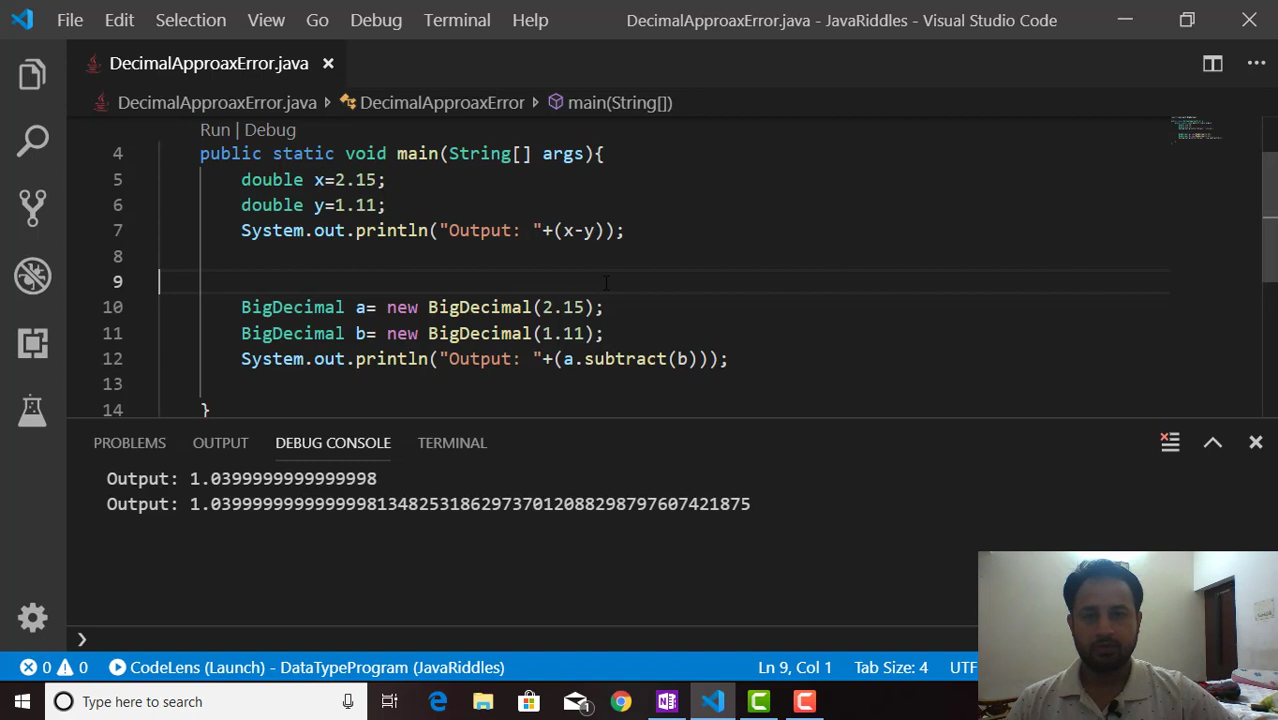 File Edit Selection View Go Debug Terminal Help DecimalApproaxError.java - JavaRiddles - Visual Studio Code
DecimalApproaxError.java
DecimalApproaxError.java DecimalApproaxError main(String[])
Run | Debug
4 public static void main(String[] args){
5 double x=2.15;
6 double y=1.11;
7 System.out.println("Output: "+(x-y));
8
9
10 BigDecimal a= new BigDecimal(2.15);
11 BigDecimal b= new BigDecimal(1.11);
12 System.out.println("Output: "+(a.subtract(b)));
13
14 }
PROBLEMS OUTPUT DEBUG CONSOLE TERMINAL
Output: 1.0399999999999998
Output: 1.0399999999999998134825318629737012088298797607421875
0 0 CodeLens (Launch) - DataTypeProgram (JavaRiddles) Ln 9, Col 1 Tab Size: 4 UTF
Type here to search 1